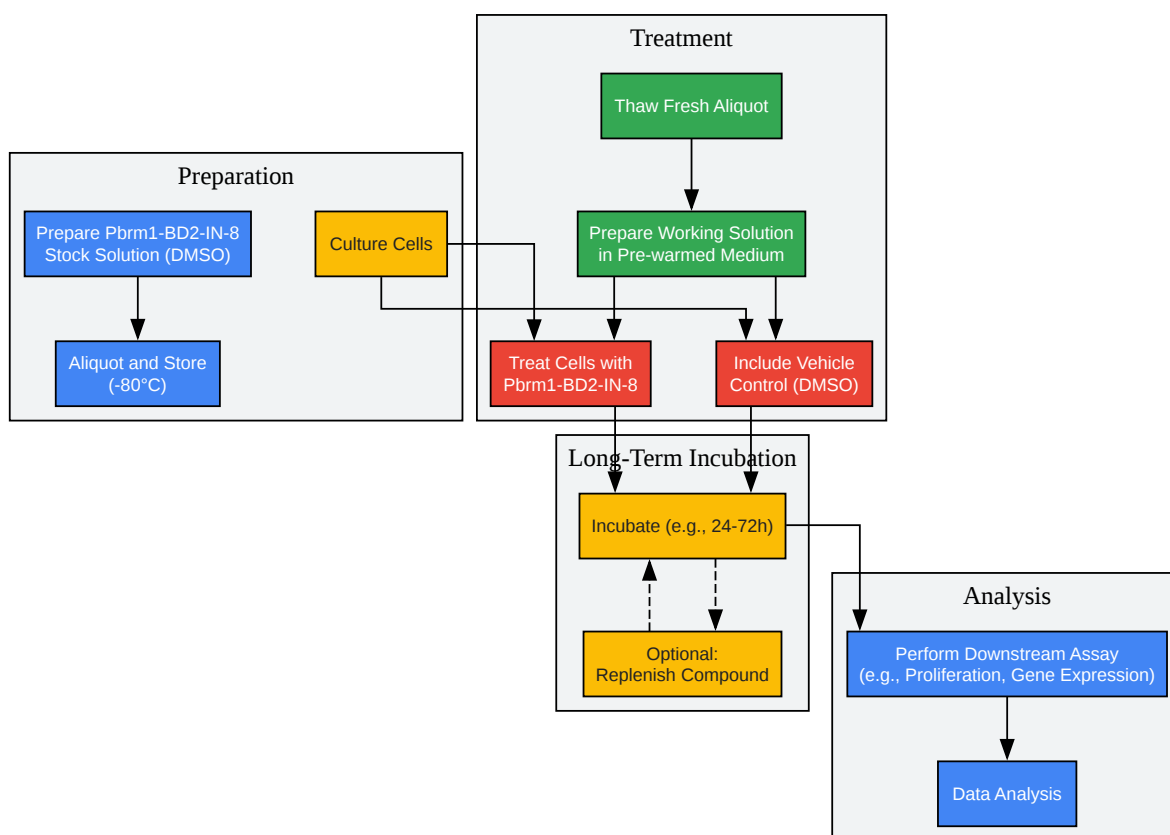 Preparation
Prepare Pbrm1-BD2-IN-8
Stock Solution (DMSO)
Culture Cells
Aliquot and Store
(-80°C)
Treatment
Thaw Fresh Aliquot
Prepare Working Solution
in Pre-warmed Medium
Treat Cells with
Pbrm1-BD2-IN-8
Include Vehicle
Control (DMSO)
Long-Term Incubation
Incubate (e.g., 24-72h)
Optional:
Replenish Compound
Analysis
Perform Downstream Assay
(e.g., Proliferation, Gene Expression)
Data Analysis